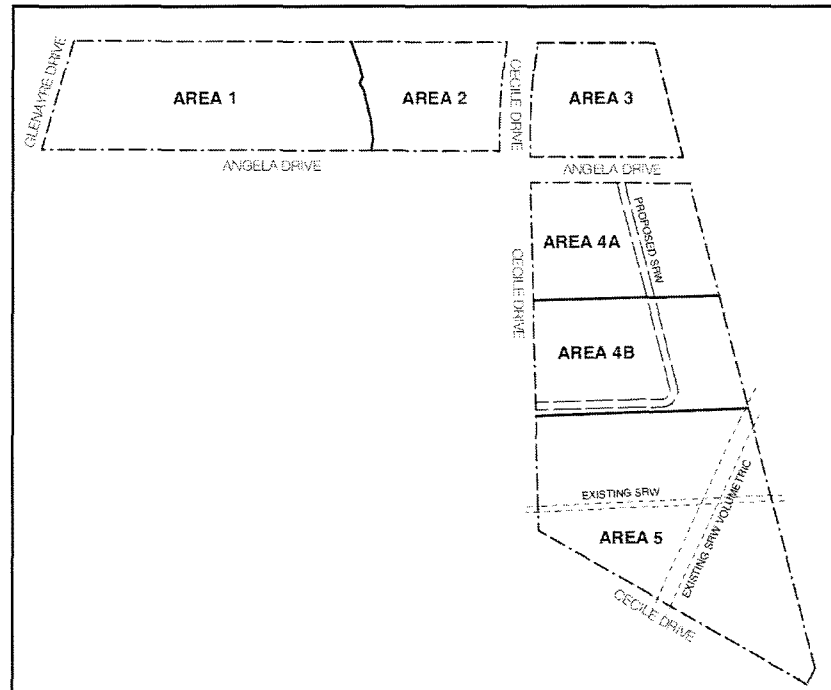 GLENAYRE DRIVE
AREA 1
AREA 2
CECILE DRIVE
AREA 3
ANGELA DRIVE
ANGELA DRIVE
AREA 4A
PROPOSED SRW
CECILE DRIVE
AREA 4B
EXISTING SRW
EXISTING SRW VOLUMETRIC
AREA 5
CECILE DRIVE